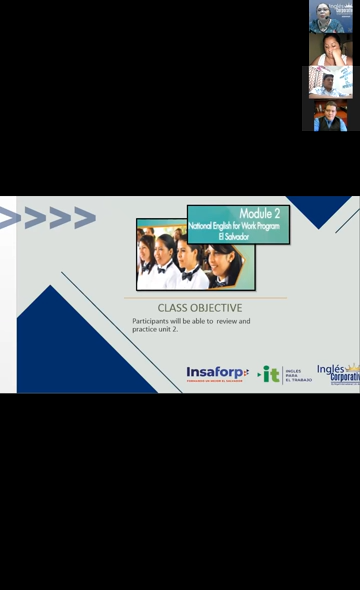 Module 2
National English for Work Program
El Salvador
CLASS OBJECTIVE
Participants will be able to review and
practice unit 2.
Insaforp
it
INGLÉS
PARA
EL TRABAJO
Inglés
Corporativ